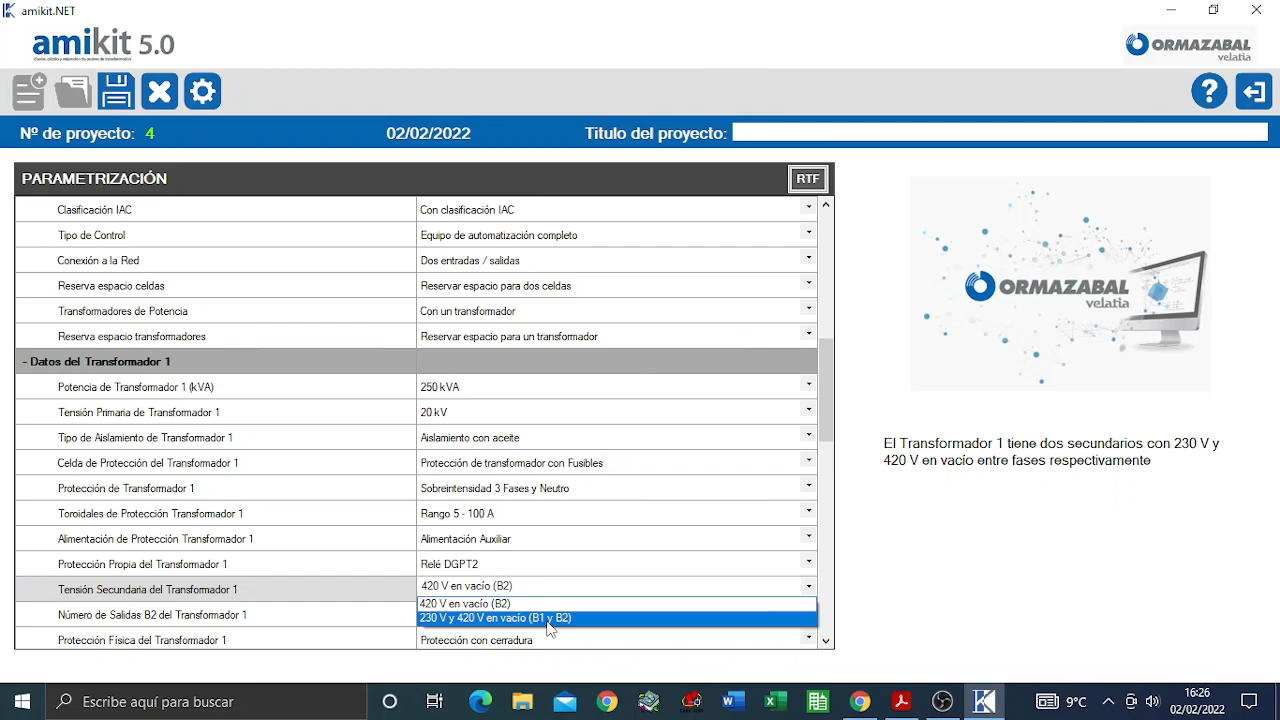 amikit.NET
amikit 5.0
ORMAZABAL
velatia
Nº de proyecto: 4 02/02/2022 Titulo del proyecto:
PARAMETRIZACIÓN RTF
Clasificación IAC Con clasificación IAC
Tipo de Control Equipo de automatización completo
Conexión a la Red Dos entradas / salidas
Reserva espacio celdas Reservar espacio para dos celdas
Transformadores de Potencia Con un transformador
Reserva espacio transformadores Reservar espacio para un transformador
- Datos del Transformador 1
Potencia de Transformador 1 (kVA) 250 kVA
Tensión Primaria de Transformador 1 20 kV
Tipo de Aislamiento de Transformador 1 Aislamiento con aceite
Celda de Protección del Transformador 1 Protección de transformador con Fusibles
Protección de Transformador 1 Sobreintensidad 3 Fases y Neutro
Toroidales de Protección Transformador 1 Rango 5 - 100 A
Alimentación de Protección Transformador 1 Alimentación Auxiliar
Protección Propia del Transformador 1 Relé DGPT2
Tensión Secundaria del Transformador 1 420 V en vacío (B2)
420 V en vacío (B2)
Número de Salidas B2 del Transformador 1 230 V y 420 V en vacío (B1 y B2)
Protección Física del Transformador 1 Protección con cerradura
ORMAZABAL
velatia
El Transformador 1 tiene dos secundarios con 230 V y
420 V en vacío entre fases respectivamente
Escribe aquí para buscar
9°C
16:26
02/02/2022